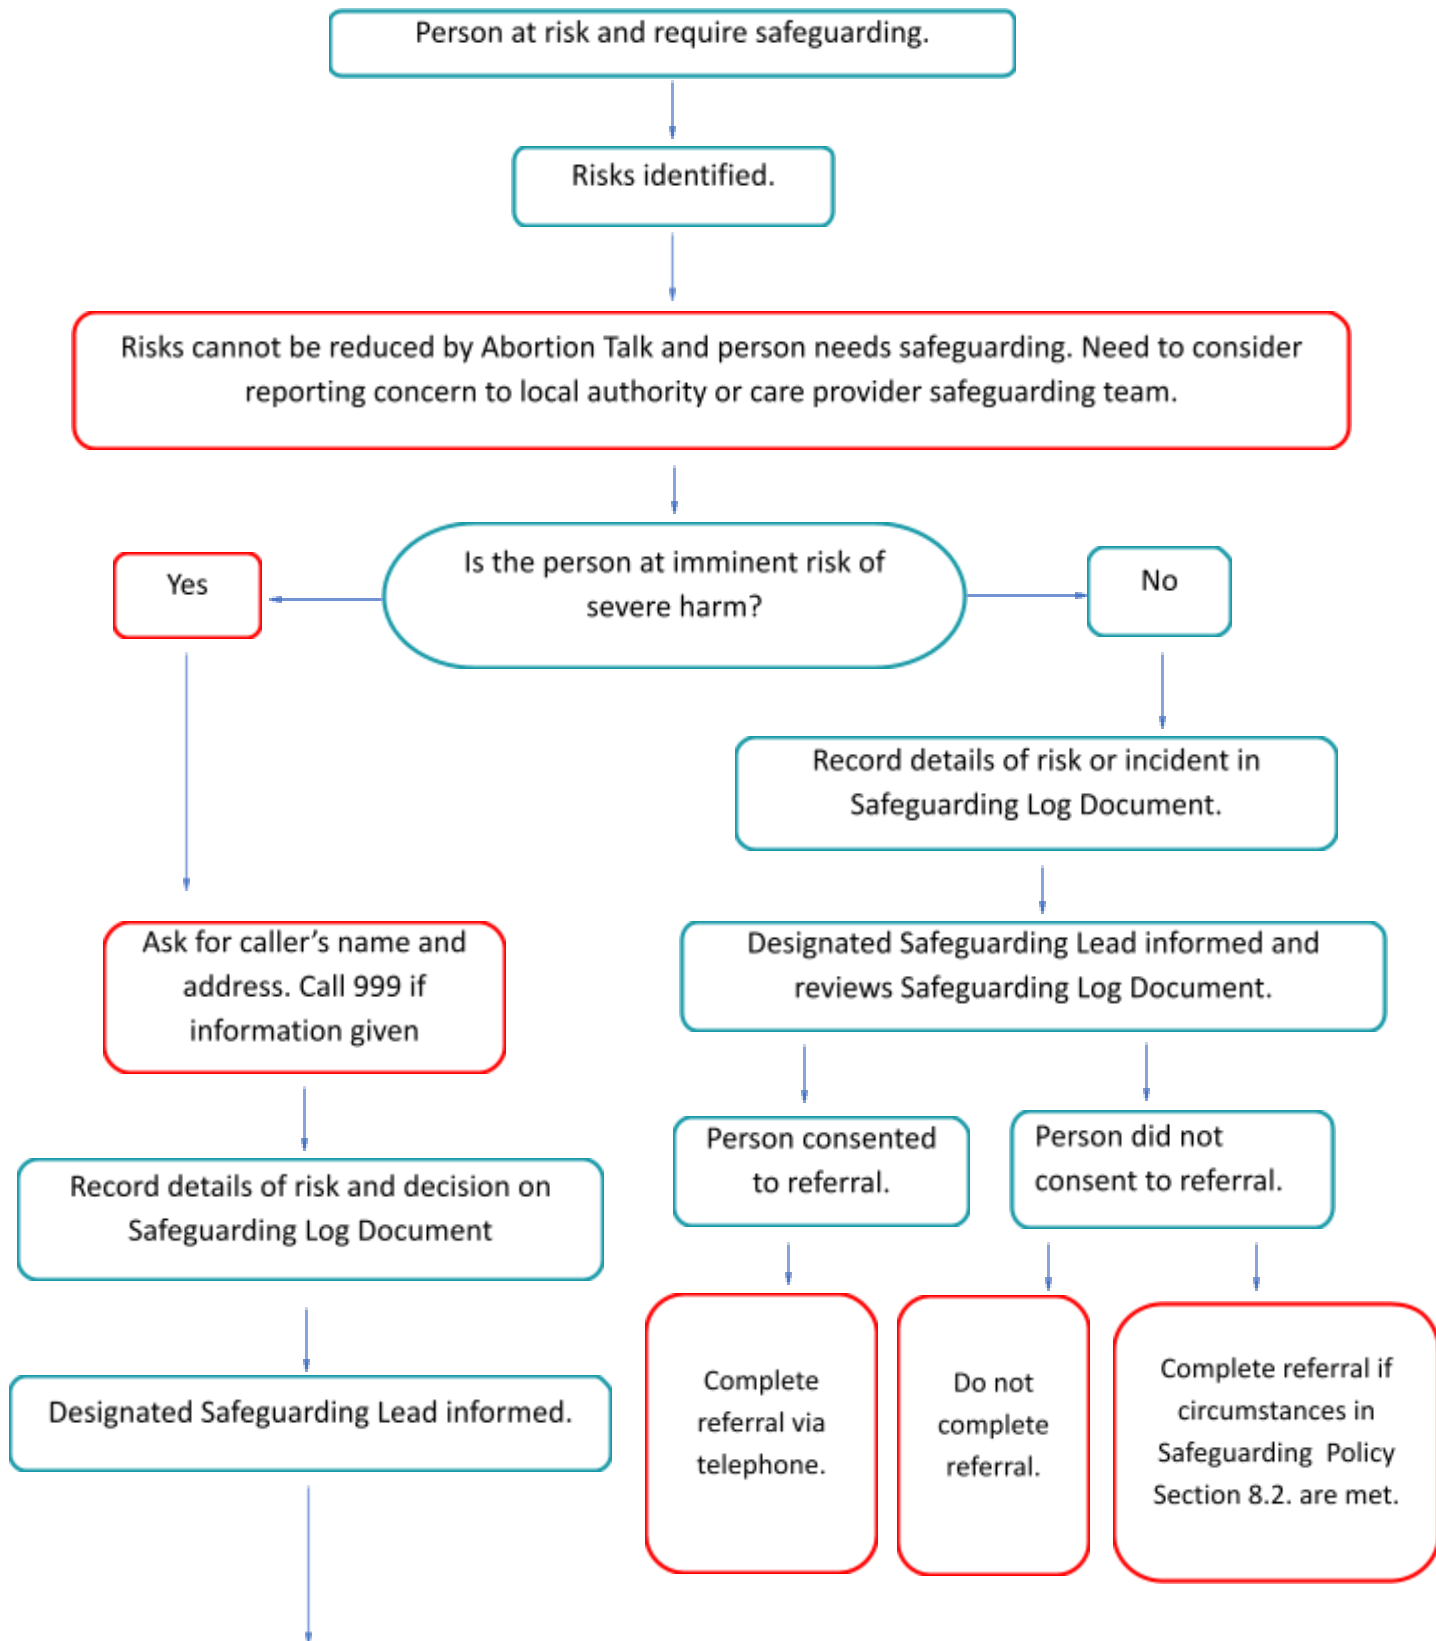 Person at risk and require safeguarding.
Risks identified.
Risks cannot be reduced by Abortion Talk and person needs safeguarding. Need to consider
reporting concern to local authority or care provider safeguarding team.
Is the person at imminent risk of
severe harm?
Yes
No
Record details of risk or incident in
Safeguarding Log Document.
Ask for caller’s name and
address. Call 999 if
information given
Designated Safeguarding Lead informed and
reviews Safeguarding Log Document.
Person consented
to referral.
Person did not
consent to referral.
Record details of risk and decision on
Safeguarding Log Document
Designated Safeguarding Lead informed.
Complete
referral via
telephone.
Do not
complete
referral.
Complete referral if
circumstances in
Safeguarding Policy
Section 8.2. are met.